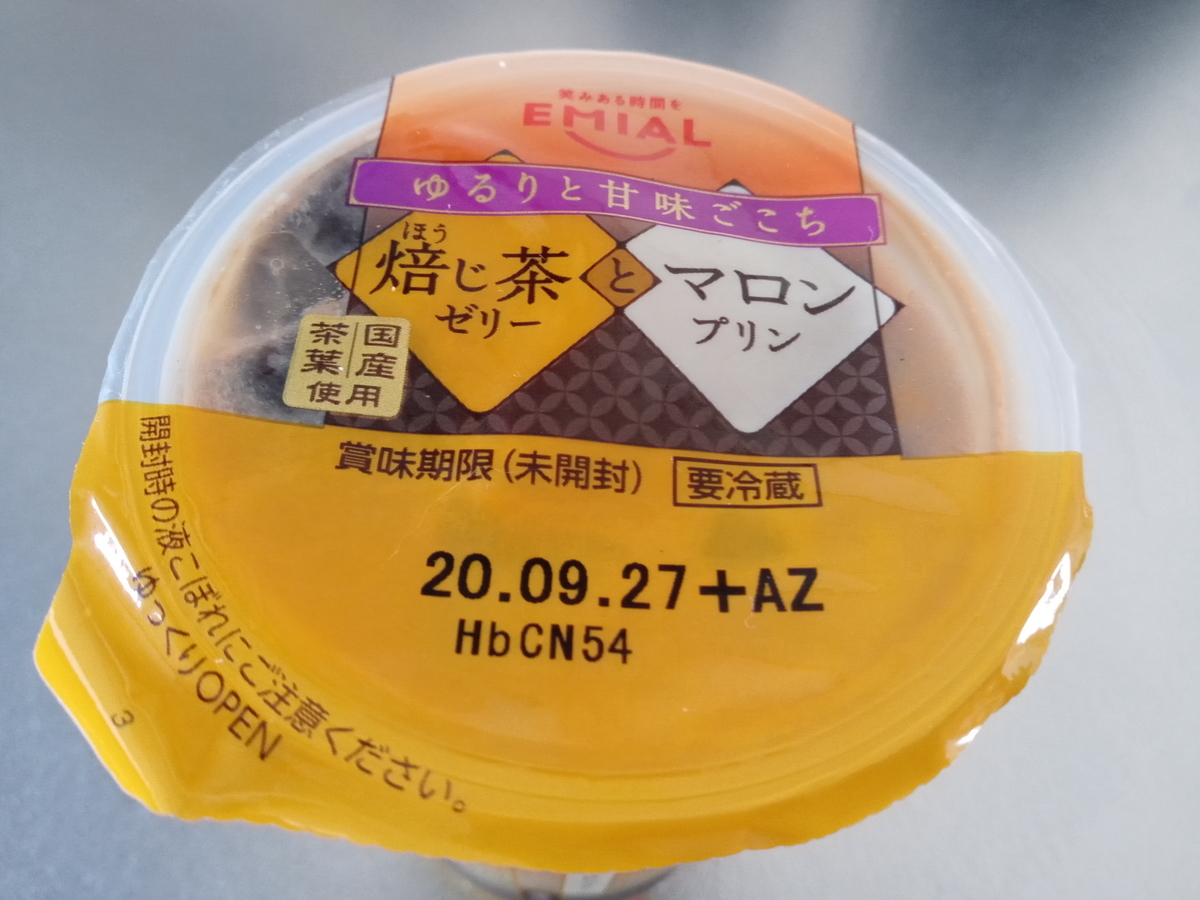 笑みある時間を
EMIAL
ゆるりと甘味ごこち
ほう
焙じ茶
ゼリー
と
マロン
プリン
国産
茶葉
使用
賞味期限(未開封) 要冷蔵
20.09.27+AZ
HbCN54
開封時の液こぼれにご注意ください。
ゆっくりOPEN
3